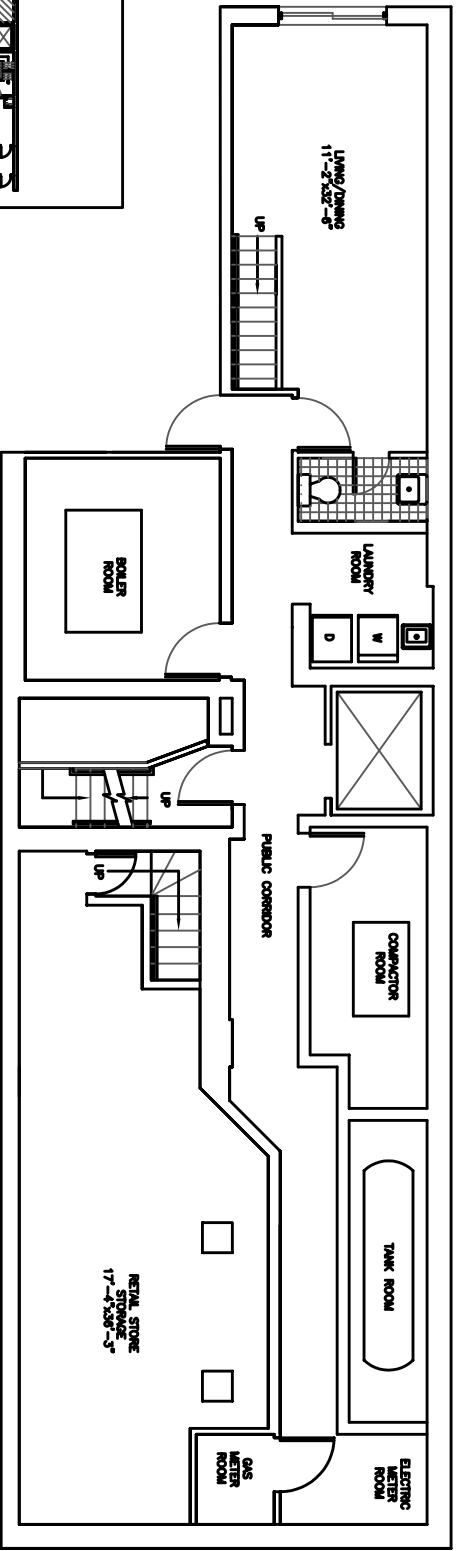 LIVING/DINING
11'-2"x32'-6"
UP
LAUNDRY
ROOM
D
W
BOILER
ROOM
UP
PUBLIC CORRIDOR
UP
COMPACTOR
ROOM
TANK ROOM
RETAIL STORE
STORAGE
17'-4"x36'-3"
GAS
METER
ROOM
ELECTRIC
METER
ROOM